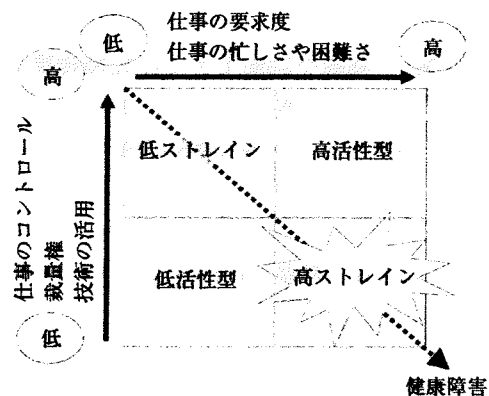 低
仕事の要求度
仕事の忙しさや困難さ
高
高
低ストレイン
高活性型
仕事のコントロール
裁量権
技術の活用
低活性型
高ストレイン
低
健康障害